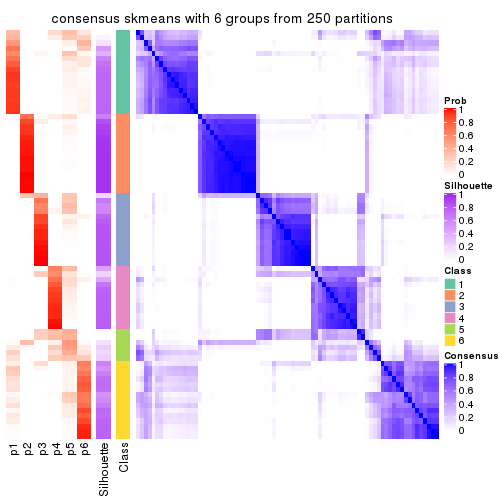 consensus skmeans with 6 groups from 250 partitions
Prob
1
0.8
0.6
0.4
0.2
0
Silhouette
1
0.8
0.6
0.4
0.2
0
Class
1
2
3
4
5
6
Consensus
1
0.8
0.6
0.4
0.2
0
p1
p2
p3
p4
p5
p6
Silhouette
Class